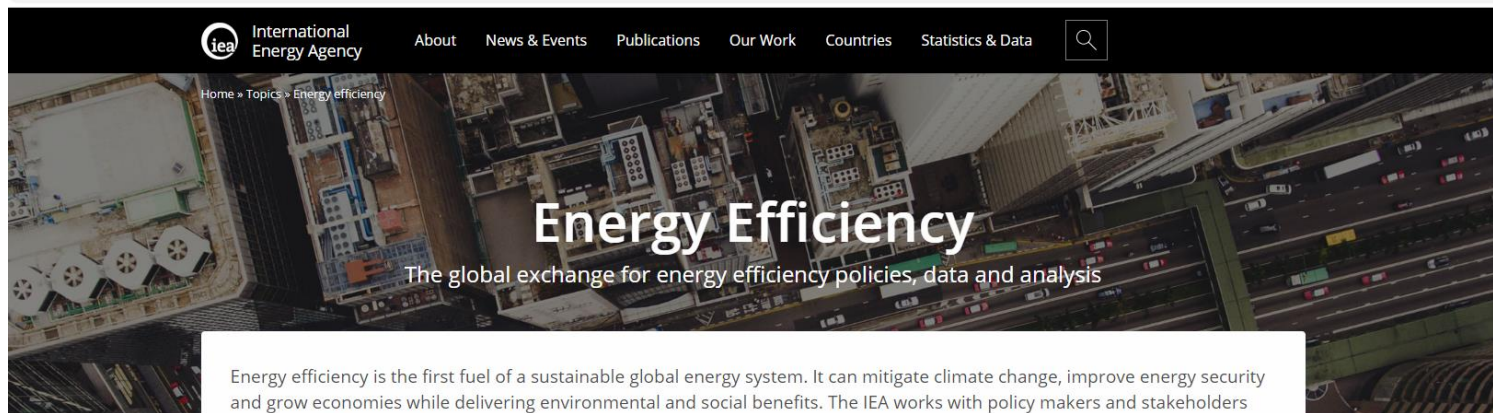 iea
International
Energy Agency
About News & Events Publications Our Work Countries Statistics & Data
Home » Topics » Energy efficiency
Energy Efficiency
The global exchange for energy efficiency policies, data and analysis
Energy efficiency is the first fuel of a sustainable global energy system. It can mitigate climate change, improve energy security
and grow economies while delivering environmental and social benefits. The IEA works with policy makers and stakeholders